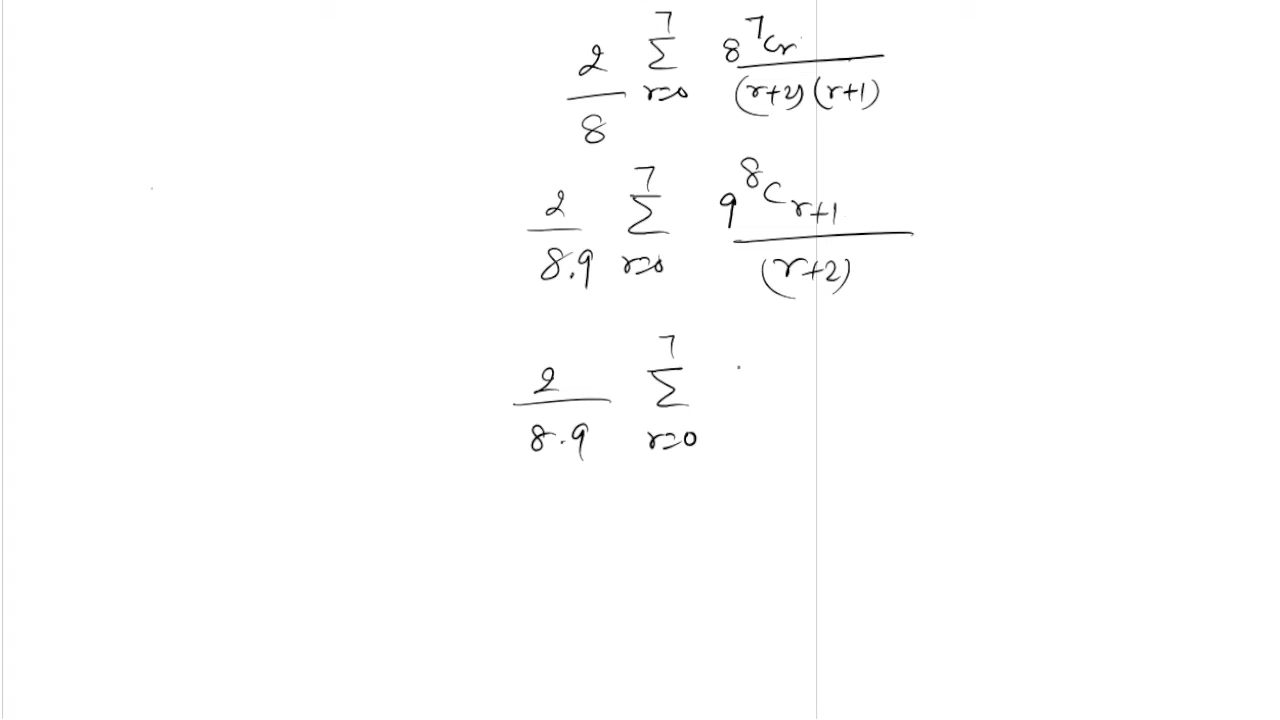 2/8 Σ_{r=0}^{7} 8 ⁷Cr / (r+2)(r+1)
2/8.9 Σ_{r=0}^{7} 9 ⁸C_{r+1} / (r+2)
2/8.9 Σ_{r=0}^{7}